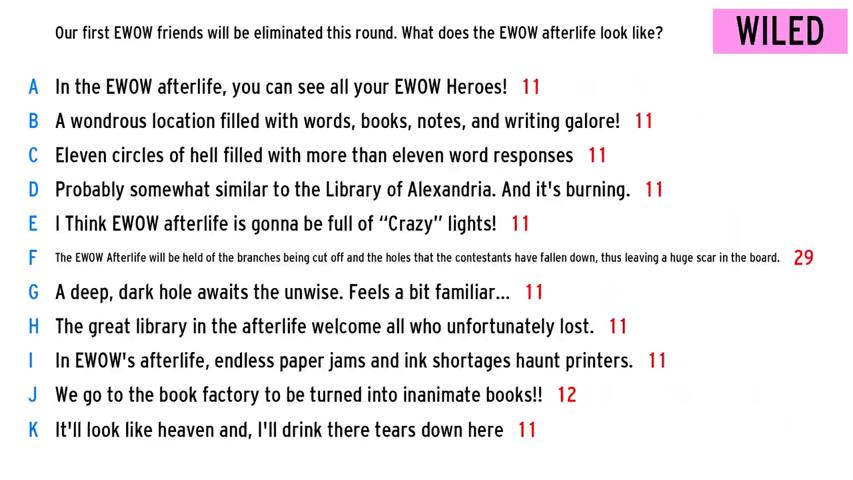 Our first EWOW friends will be eliminated this round. What does the EWOW afterlife look like?
WILED
A In the EWOW afterlife, you can see all your EWOW Heroes! 11
B A wondrous location filled with words, books, notes, and writing galore! 11
C Eleven circles of hell filled with more than eleven word responses 11
D Probably somewhat similar to the Library of Alexandria. And it's burning. 11
E I Think EWOW afterlife is gonna be full of “Crazy” lights! 11
F The EWOW Afterlife will be held of the branches being cut off and the holes that the contestants have fallen down, thus leaving a huge scar in the board. 29
G A deep, dark hole awaits the unwise. Feels a bit familiar... 11
H The great library in the afterlife welcome all who unfortunately lost. 11
I In EWOW's afterlife, endless paper jams and ink shortages haunt printers. 11
J We go to the book factory to be turned into inanimate books!! 12
K It'll look like heaven and, I'll drink there tears down here 11